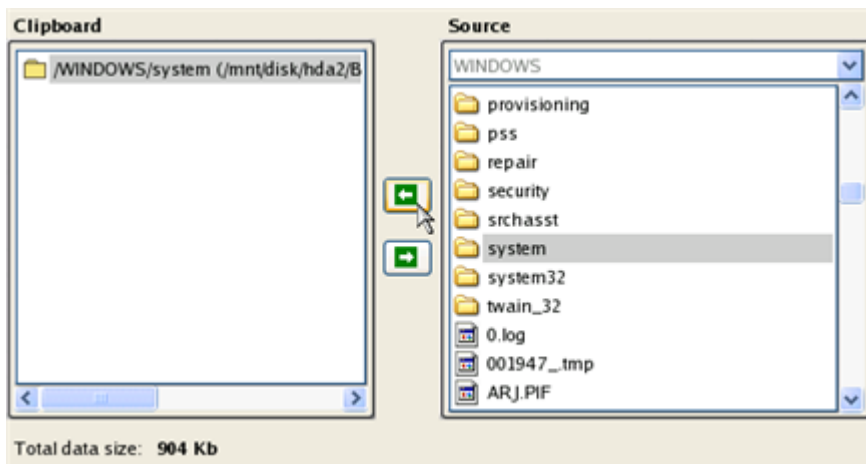 Clipboard
/WINDOWS/system (/mnt/disk/hda2/B
Source
WINDOWS
provisioning
pss
repair
security
srchasst
system
system32
twain_32
0.log
001947_.tmp
ARJ.PIF
Total data size: 904 Kb